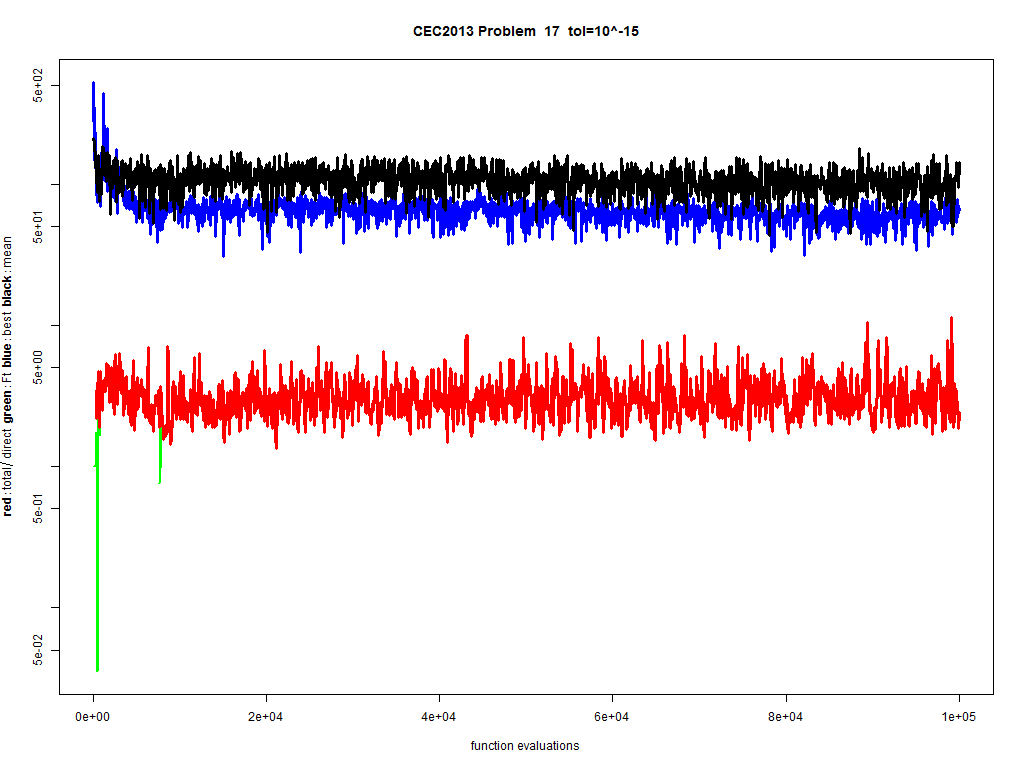 CEC2013 Problem 17 tol=10^-15
red : total/ direct green : Ft blue : best black : mean
5e+02
5e+01
5e+00
5e-01
5e-02
0e+00 2e+04 4e+04 6e+04 8e+04 1e+05
function evaluations